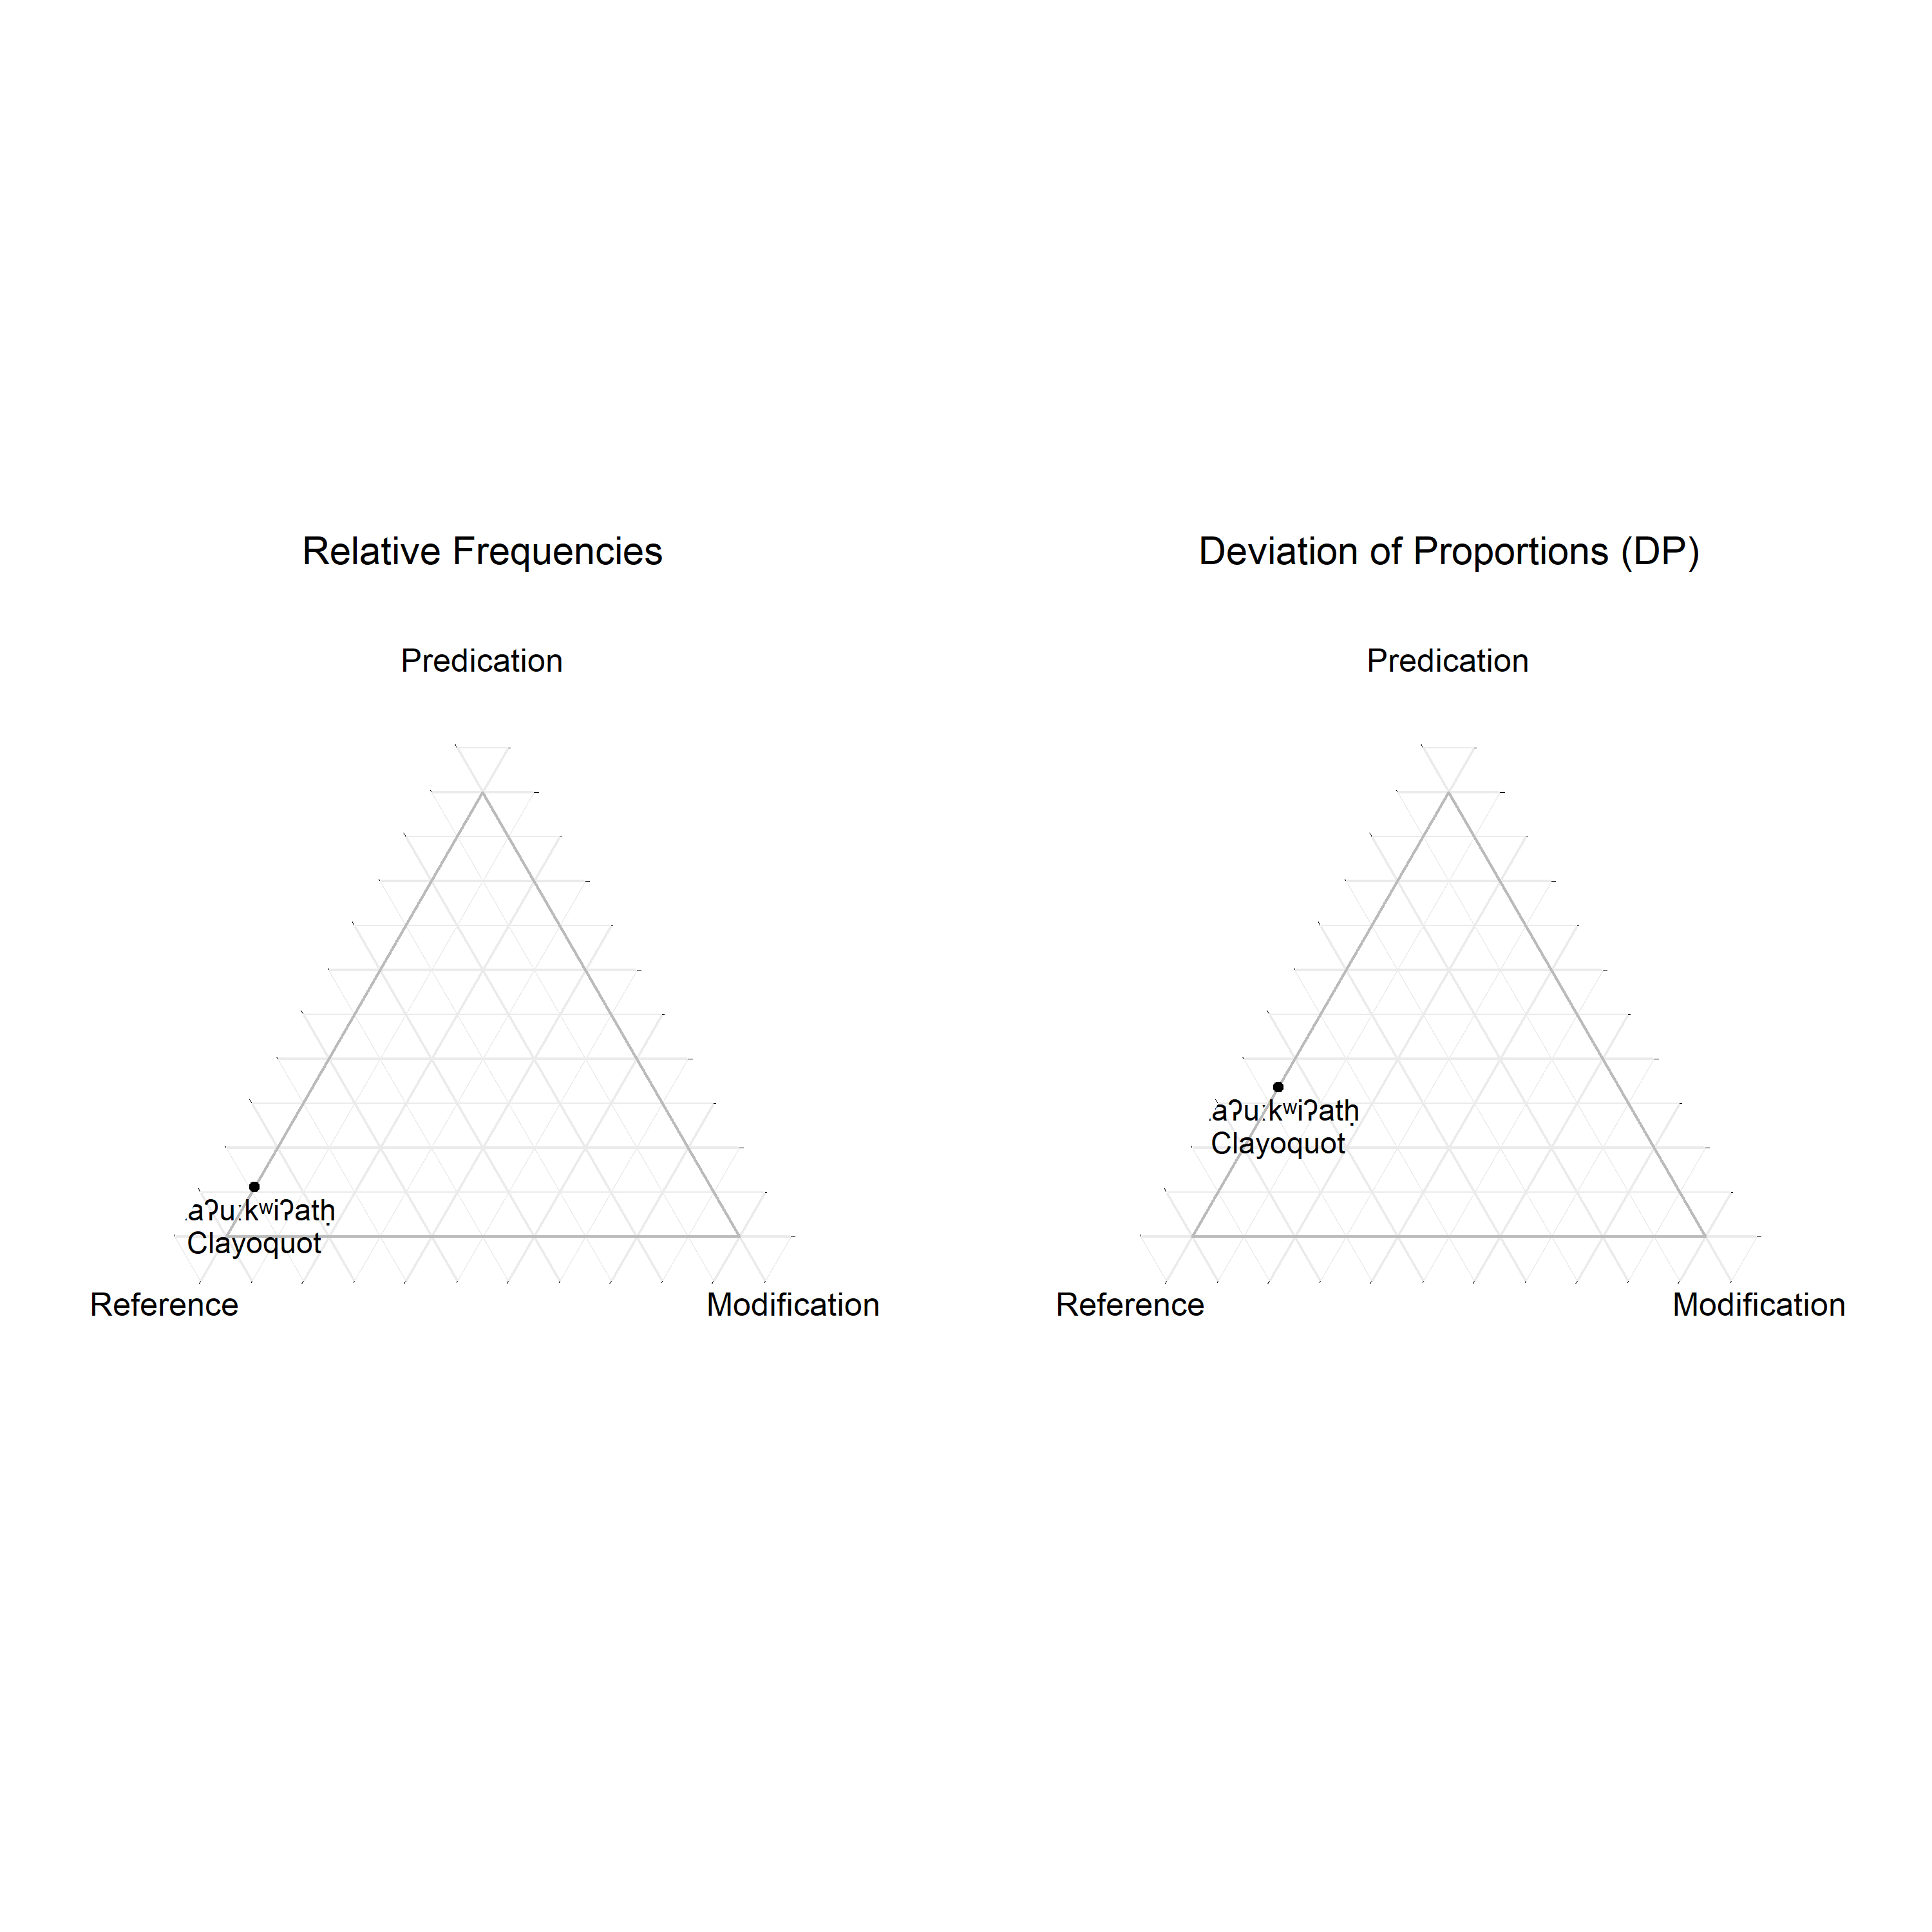 Relative Frequencies
Deviation of Proportions (DP)
Predication
Predication
aʔuːkʷiʔatḥ
Clayoquot
aʔuːkʷiʔatḥ
Clayoquot
Reference
Modification
Reference
Modification